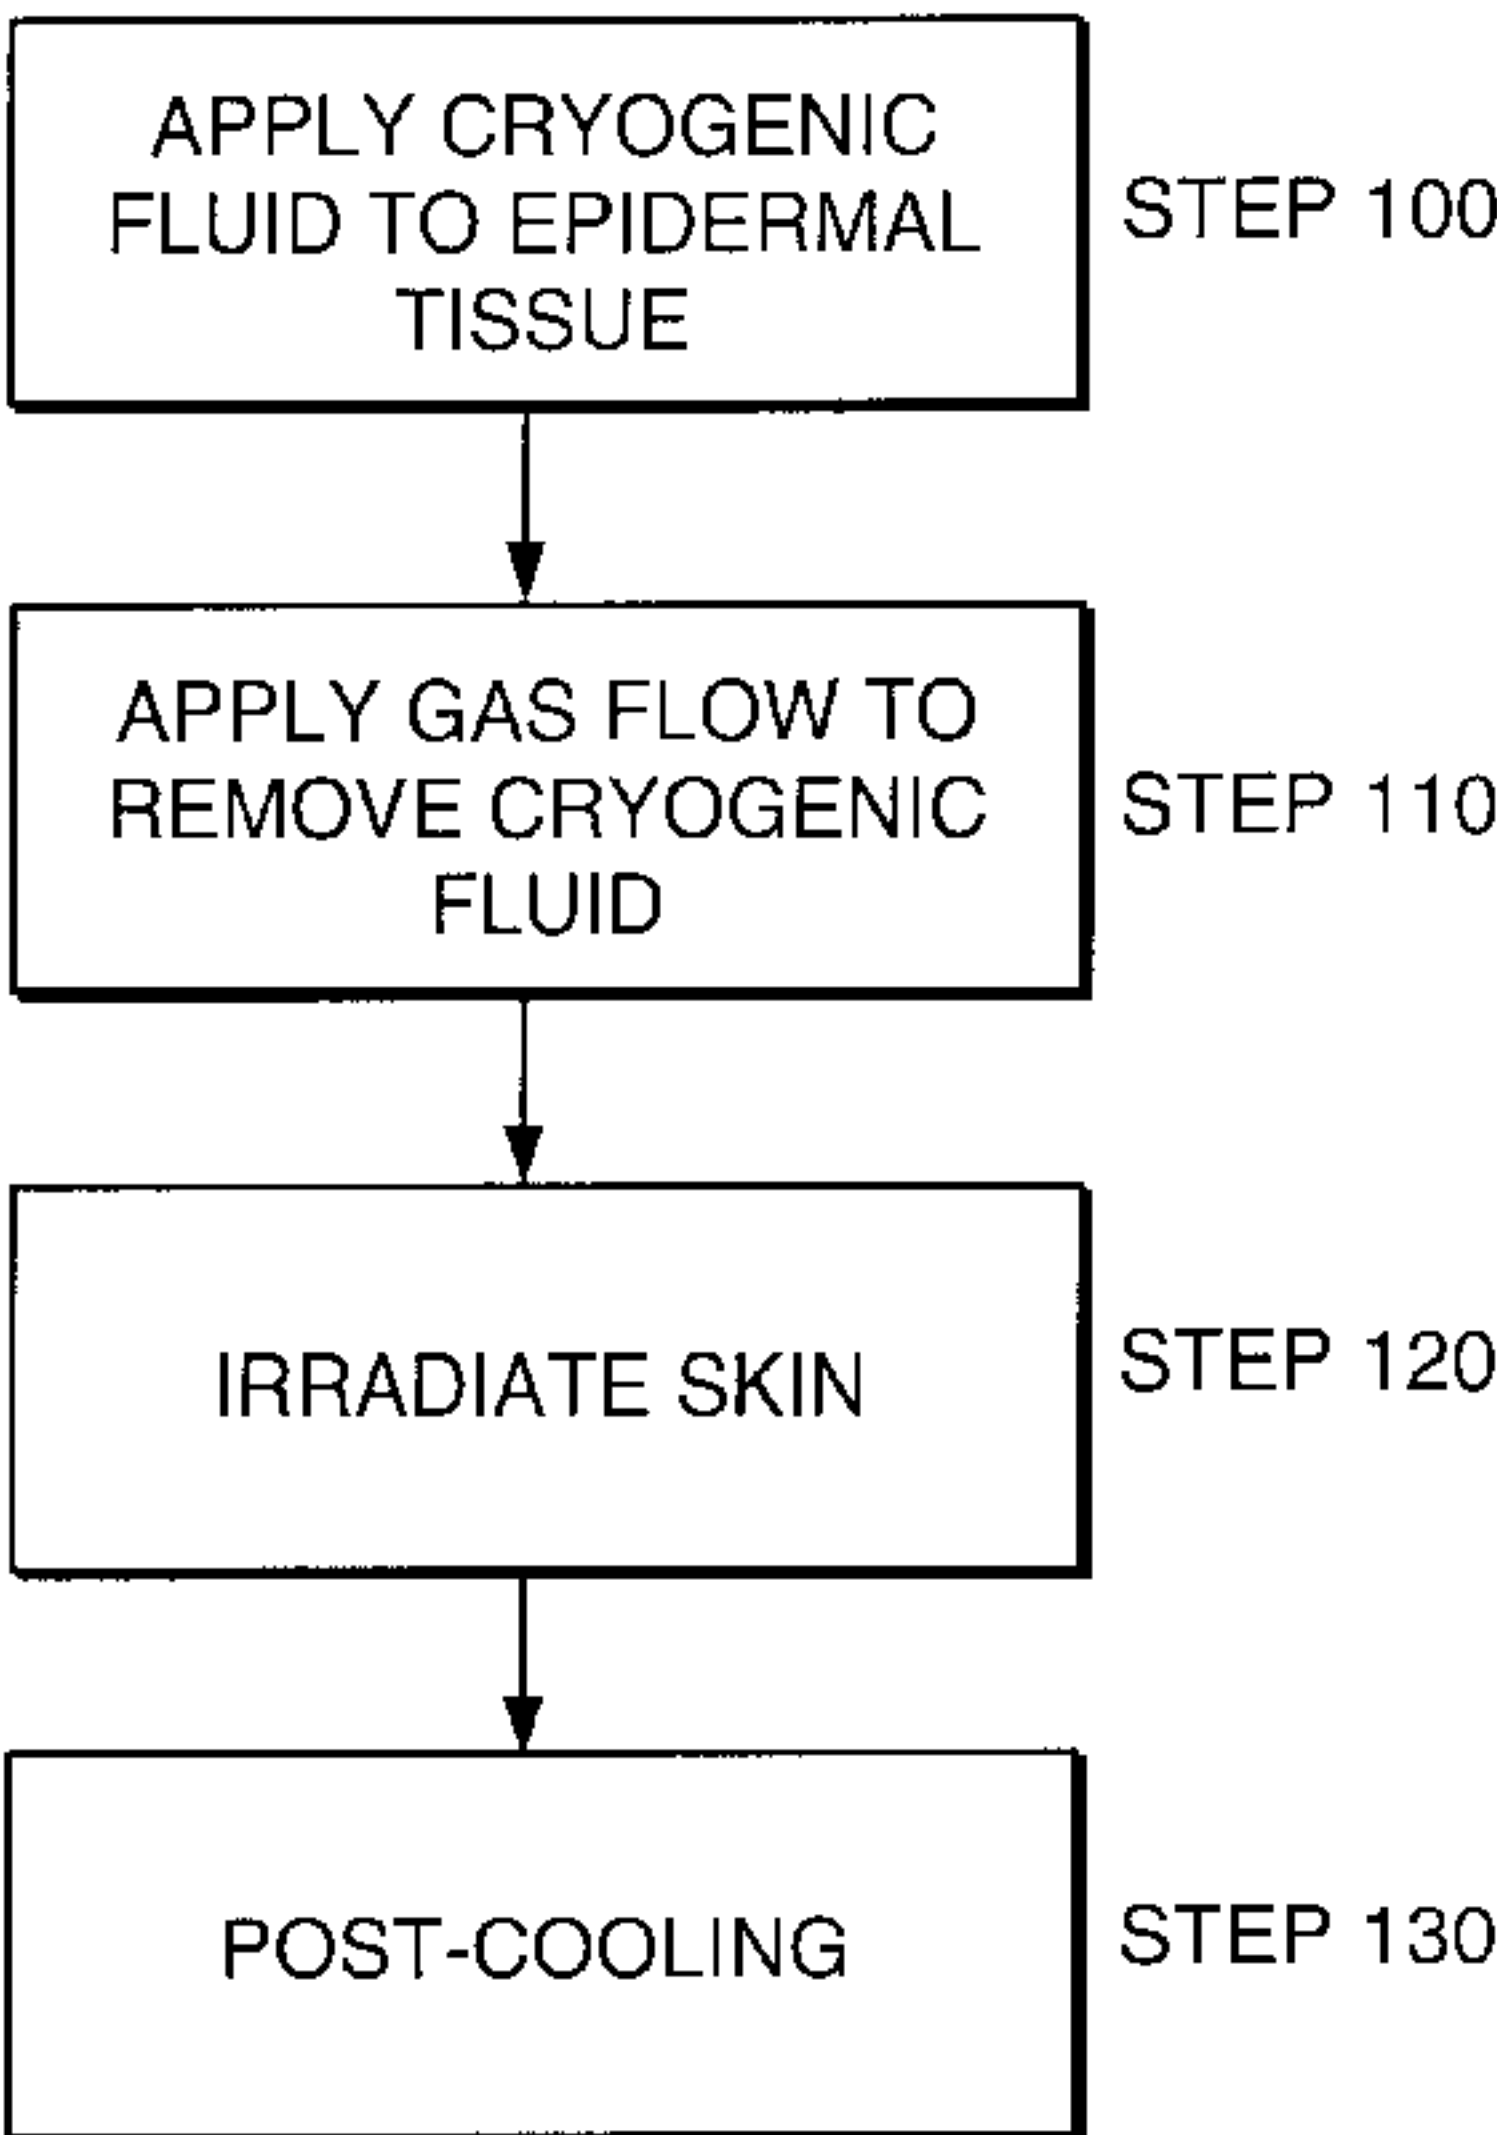 APPLY CRYOGENIC
FLUID TO EPIDERMAL
TISSUE
STEP 100
APPLY GAS FLOW TO
REMOVE CRYOGENIC
FLUID
STEP 110
IRRADIATE SKIN
STEP 120
POST-COOLING
STEP 130